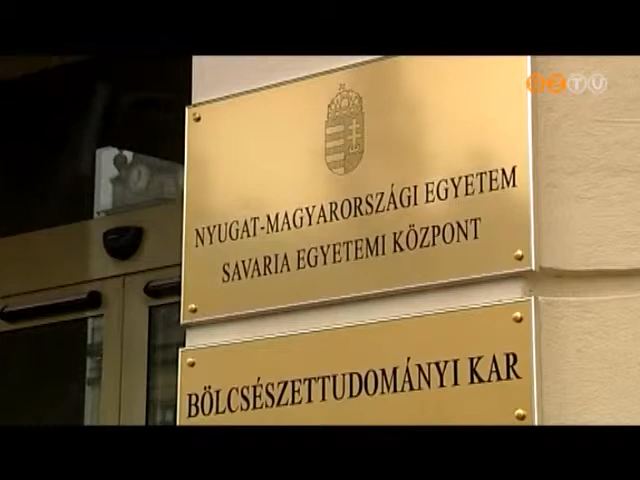 NYUGAT-MAGYARORSZÁGI EGYETEM
SAVARIA EGYETEMI KÖZPONT
BÖLCSÉSZETTUDOMÁNYI KAR